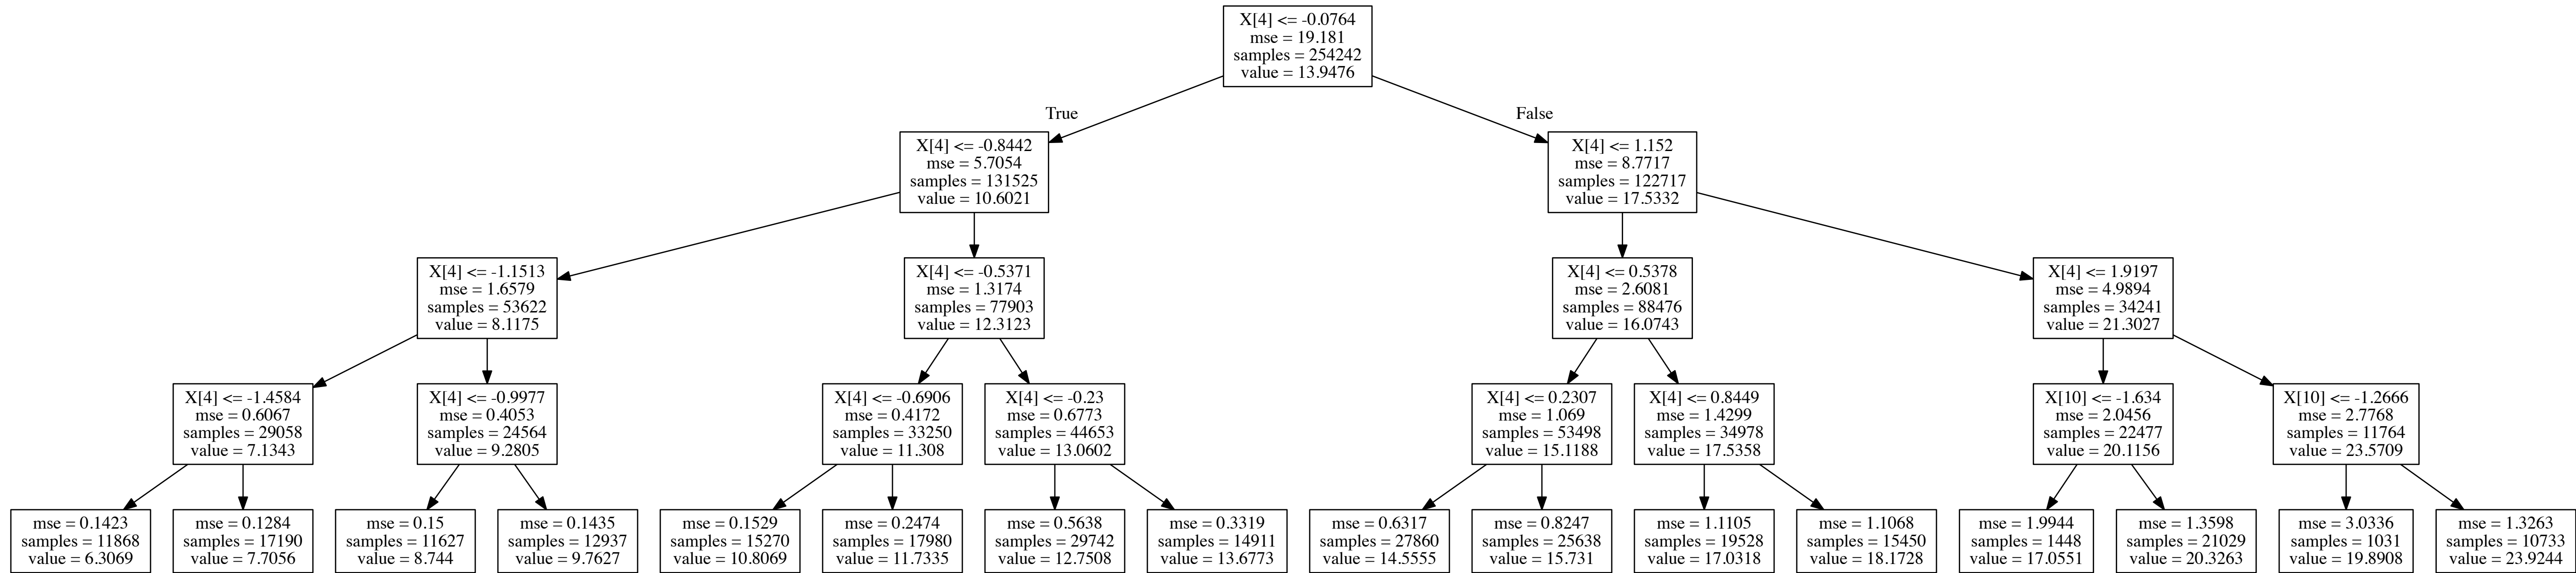 X[4] <= -0.0764
mse = 19.181
samples = 254242
value = 13.9476
True
False
X[4] <= -0.8442
mse = 5.7054
samples = 131525
value = 10.6021
X[4] <= 1.152
mse = 8.7717
samples = 122717
value = 17.5332
X[4] <= -1.1513
mse = 1.6579
samples = 53622
value = 8.1175
X[4] <= -0.5371
mse = 1.3174
samples = 77903
value = 12.3123
X[4] <= 0.5378
mse = 2.6081
samples = 88476
value = 16.0743
X[4] <= 1.9197
mse = 4.9894
samples = 34241
value = 21.3027
X[4] <= -1.4584
mse = 0.6067
samples = 29058
value = 7.1343
X[4] <= -0.9977
mse = 0.4053
samples = 24564
value = 9.2805
X[4] <= -0.6906
mse = 0.4172
samples = 33250
value = 11.308
X[4] <= -0.23
mse = 0.6773
samples = 44653
value = 13.0602
X[4] <= 0.2307
mse = 1.069
samples = 53498
value = 15.1188
X[4] <= 0.8449
mse = 1.4299
samples = 34978
value = 17.5358
X[10] <= -1.634
mse = 2.0456
samples = 22477
value = 20.1156
X[10] <= -1.2666
mse = 2.7768
samples = 11764
value = 23.5709
mse = 0.1423
samples = 11868
value = 6.3069
mse = 0.1284
samples = 17190
value = 7.7056
mse = 0.15
samples = 11627
value = 8.744
mse = 0.1435
samples = 12937
value = 9.7627
mse = 0.1529
samples = 15270
value = 10.8069
mse = 0.2474
samples = 17980
value = 11.7335
mse = 0.5638
samples = 29742
value = 12.7508
mse = 0.3319
samples = 14911
value = 13.6773
mse = 0.6317
samples = 27860
value = 14.5555
mse = 0.8247
samples = 25638
value = 15.731
mse = 1.1105
samples = 19528
value = 17.0318
mse = 1.1068
samples = 15450
value = 18.1728
mse = 1.9944
samples = 1448
value = 17.0551
mse = 1.3598
samples = 21029
value = 20.3263
mse = 3.0336
samples = 1031
value = 19.8908
mse = 1.3263
samples = 10733
value = 23.9244